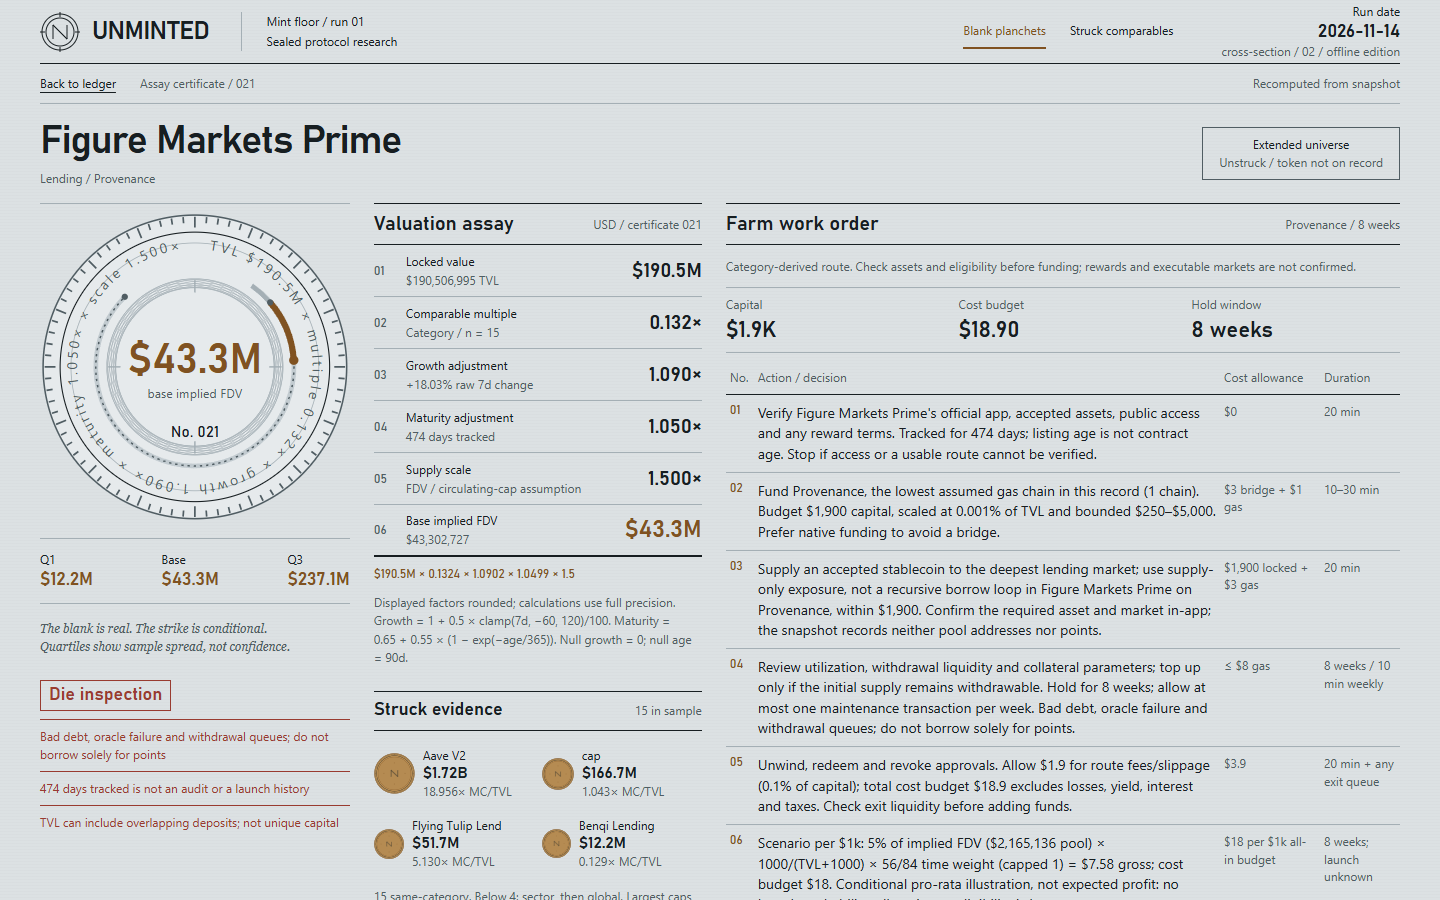 UNMINTED
Mint floor / run 01
Sealed protocol research
Blank planchets
Struck comparables
Run date
2026-11-14
cross-section / 02 / offline edition
Back to ledger
Assay certificate / 021
Recomputed from snapshot
Figure Markets Prime
Lending / Provenance
Extended universe
Unstruck / token not on record
TVL $190.5M × multiple 0.132× × growth 1.090× × maturity 1.050× × scale 1.500×
$43.3M
base implied FDV
No. 021
Q1
$12.2M
Base
$43.3M
Q3
$237.1M
The blank is real. The strike is conditional.
Quartiles show sample spread, not confidence.
Die inspection
Bad debt, oracle failure and withdrawal queues; do not
borrow solely for points
474 days tracked is not an audit or a launch history
TVL can include overlapping deposits; not unique capital
Valuation assay
USD / certificate 021
01
Locked value
$190,506,995 TVL
$190.5M
02
Comparable multiple
Category / n = 15
0.132×
03
Growth adjustment
+18.03% raw 7d change
1.090×
04
Maturity adjustment
474 days tracked
1.050×
05
Supply scale
FDV / circulating-cap assumption
1.500×
06
Base implied FDV
$43,302,727
$43.3M
$190.5M × 0.1324 × 1.0902 × 1.0499 × 1.5
Displayed factors rounded; calculations use full precision.
Growth = 1 + 0.5 × clamp(7d, −60, 120)/100. Maturity =
0.65 + 0.55 × (1 − exp(−age/365)). Null growth = 0; null age
= 90d.
Struck evidence
15 in sample
N
Aave V2
$1.72B
18.956× MC/TVL
N
cap
$166.7M
1.043× MC/TVL
N
Flying Tulip Lend
$51.7M
5.130× MC/TVL
N
Benqi Lending
$12.2M
0.129× MC/TVL
15 same-category. Below 4: sector, then global. Largest caps
Farm work order
Provenance / 8 weeks
Category-derived route. Check assets and eligibility before funding; rewards and executable markets are not confirmed.
Capital
$1.9K
Cost budget
$18.90
Hold window
8 weeks
No.
Action / decision
Cost allowance
Duration
01
Verify Figure Markets Prime's official app, accepted assets, public access
and any reward terms. Tracked for 474 days; listing age is not contract
age. Stop if access or a usable route cannot be verified.
$0
20 min
02
Fund Provenance, the lowest assumed gas chain in this record (1 chain).
Budget $1,900 capital, scaled at 0.001% of TVL and bounded $250–$5,000.
Prefer native funding to avoid a bridge.
$3 bridge + $1
gas
10–30 min
03
Supply an accepted stablecoin to the deepest lending market; use supply-
only exposure, not a recursive borrow loop in Figure Markets Prime on
Provenance, within $1,900. Confirm the required asset and market in-app;
the snapshot records neither pool addresses nor points.
$1,900 locked +
$3 gas
20 min
04
Review utilization, withdrawal liquidity and collateral parameters; top up
only if the initial supply remains withdrawable. Hold for 8 weeks; allow at
most one maintenance transaction per week. Bad debt, oracle failure and
withdrawal queues; do not borrow solely for points.
≤ $8 gas
8 weeks / 10
min weekly
05
Unwind, redeem and revoke approvals. Allow $1.9 for route fees/slippage
(0.1% of capital); total cost budget $18.9 excludes losses, yield, interest
and taxes. Check exit liquidity before adding funds.
$3.9
20 min + any
exit queue
06
Scenario per $1k: 5% of implied FDV ($2,165,136 pool) ×
1000/(TVL+1000) × 56/84 time weight (capped 1) = $7.58 gross; cost
budget $18. Conditional pro-rata illustration, not expected profit: no
$18 per $1k all-
in budget
8 weeks;
launch
unknown